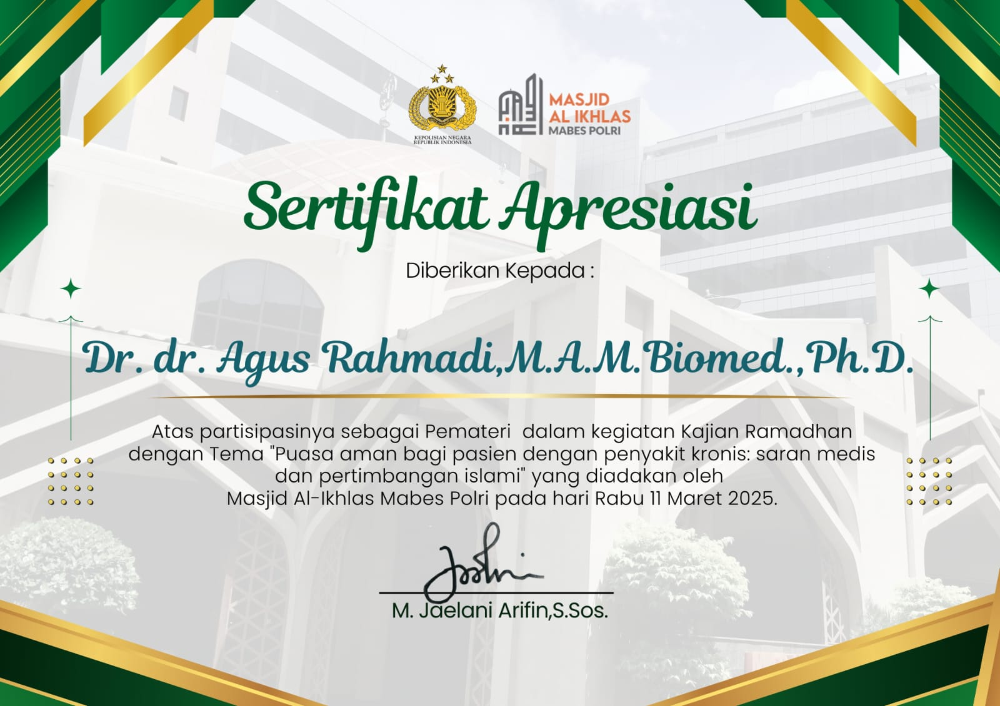 KEPOLISIAN NEGARA
REPUBLIK INDONESIA
MASJID
AL IKHLAS
MABES POLRI
Sertifikat Apresiasi
Diberikan Kepada :
Dr. dr. Agus Rahmadi,M.A.M.Biomed.,Ph.D.
Atas partisipasinya sebagai Pemateri dalam kegiatan Kajian Ramadhan
dengan Tema "Puasa aman bagi pasien dengan penyakit kronis: saran medis
dan pertimbangan islami" yang diadakan oleh
Masjid Al-Ikhlas Mabes Polri pada hari Rabu 11 Maret 2025.
M. Jaelani Arifin,S.Sos.